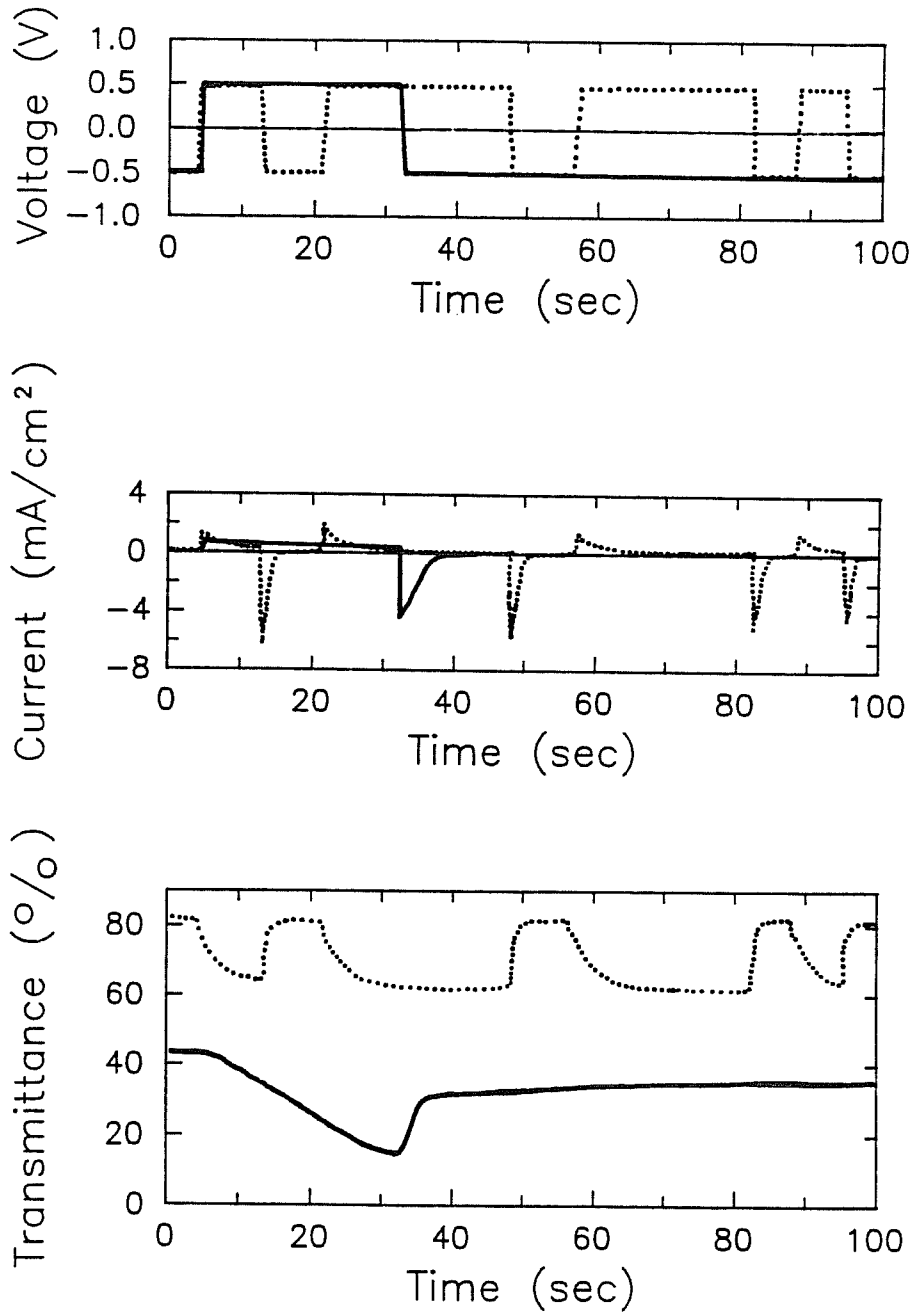 Voltage (V)
1.0
0.5
0.0
−0.5
−1.0
0 20 40 60 80 100
Time (sec)
Current (mA/cm²)
4
0
−4
−8
0 20 40 60 80 100
Time (sec)
Transmittance (%)
80
60
40
20
0
0 20 40 60 80 100
Time (sec)